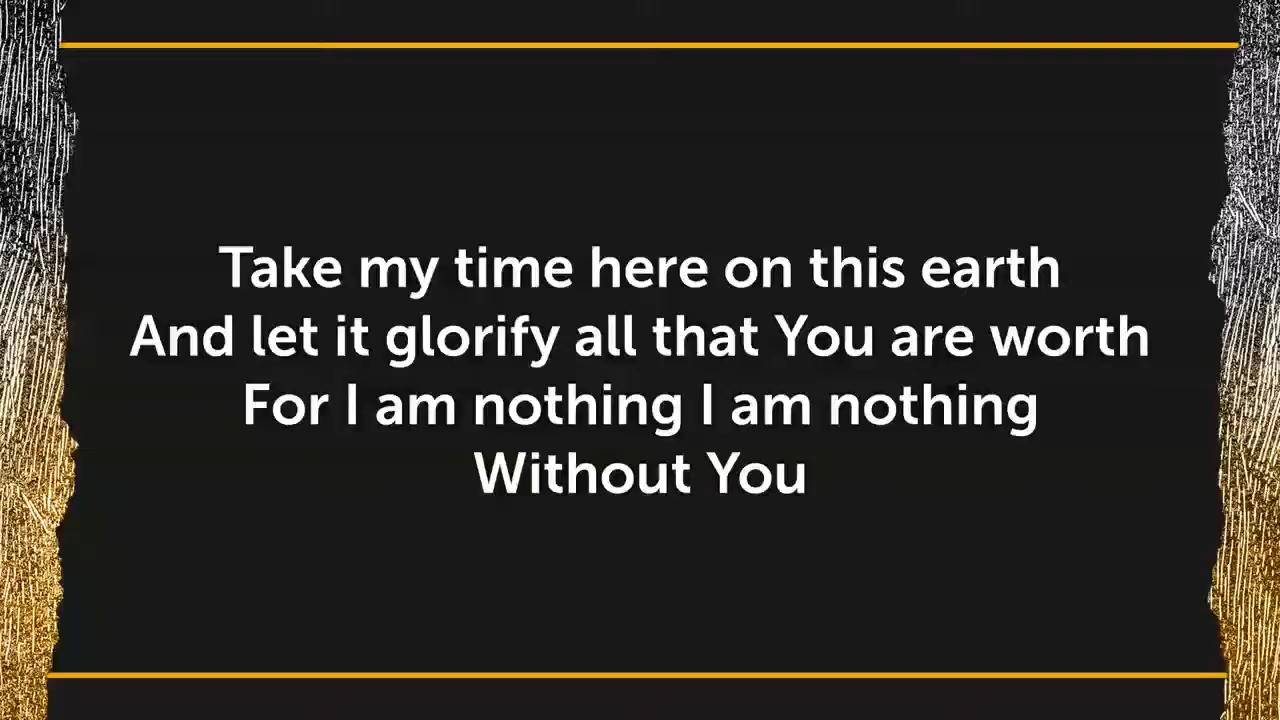 Take my time here on this earth
And let it glorify all that You are worth
For I am nothing I am nothing
Without You